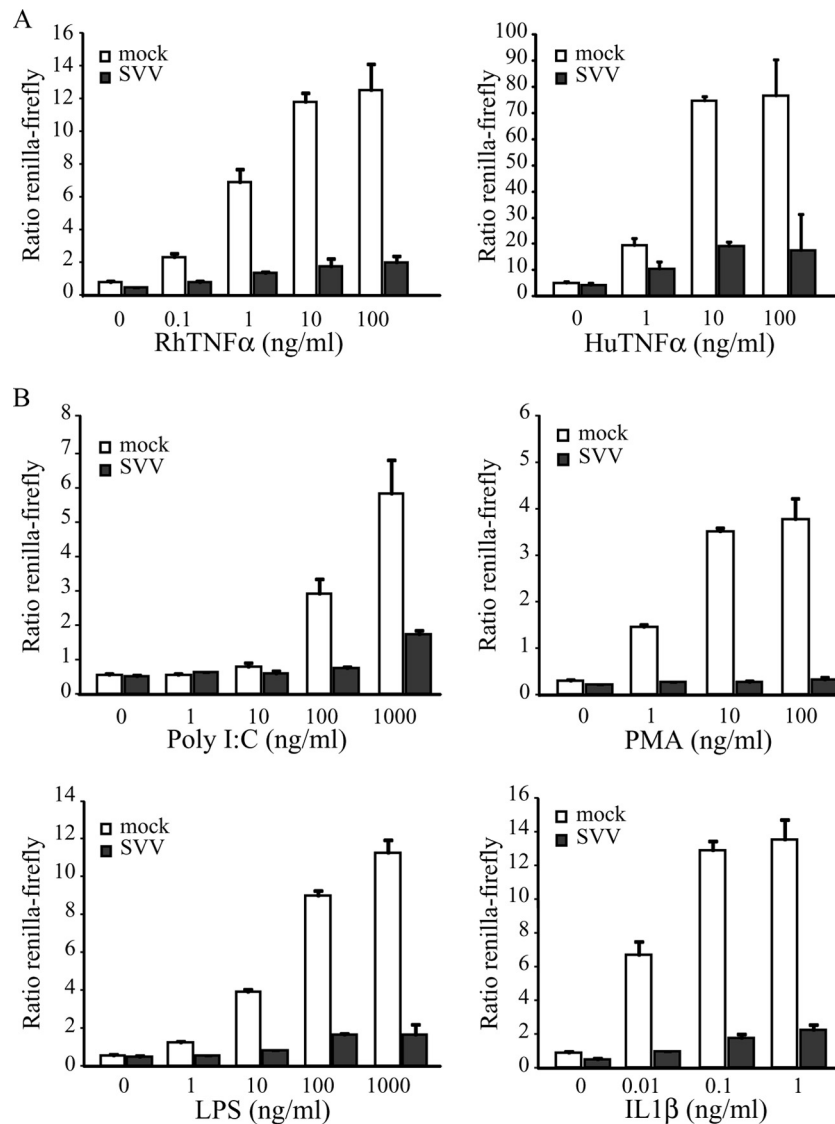 A
Ratio renilla-firefly
16
14
12
10
8
6
4
2
0
mock
SVV
0 0.1 1 10 100
RhTNFα (ng/ml)
Ratio renilla-firefly
100
90
80
70
60
50
40
30
20
10
0
mock
SVV
0 1 10 100
HuTNFα (ng/ml)
B
Ratio renilla-firefly
8
7
6
5
4
3
2
1
0
mock
SVV
0 1 10 100 1000
Poly I:C (ng/ml)
Ratio renilla-firefly
6
5
4
3
2
1
0
mock
SVV
0 1 10 100
PMA (ng/ml)
Ratio renilla-firefly
14
12
10
8
6
4
2
0
mock
SVV
0 1 10 100 1000
LPS (ng/ml)
Ratio renilla-firefly
16
14
12
10
8
6
4
2
0
mock
SVV
0 0.01 0.1 1
IL1β (ng/ml)